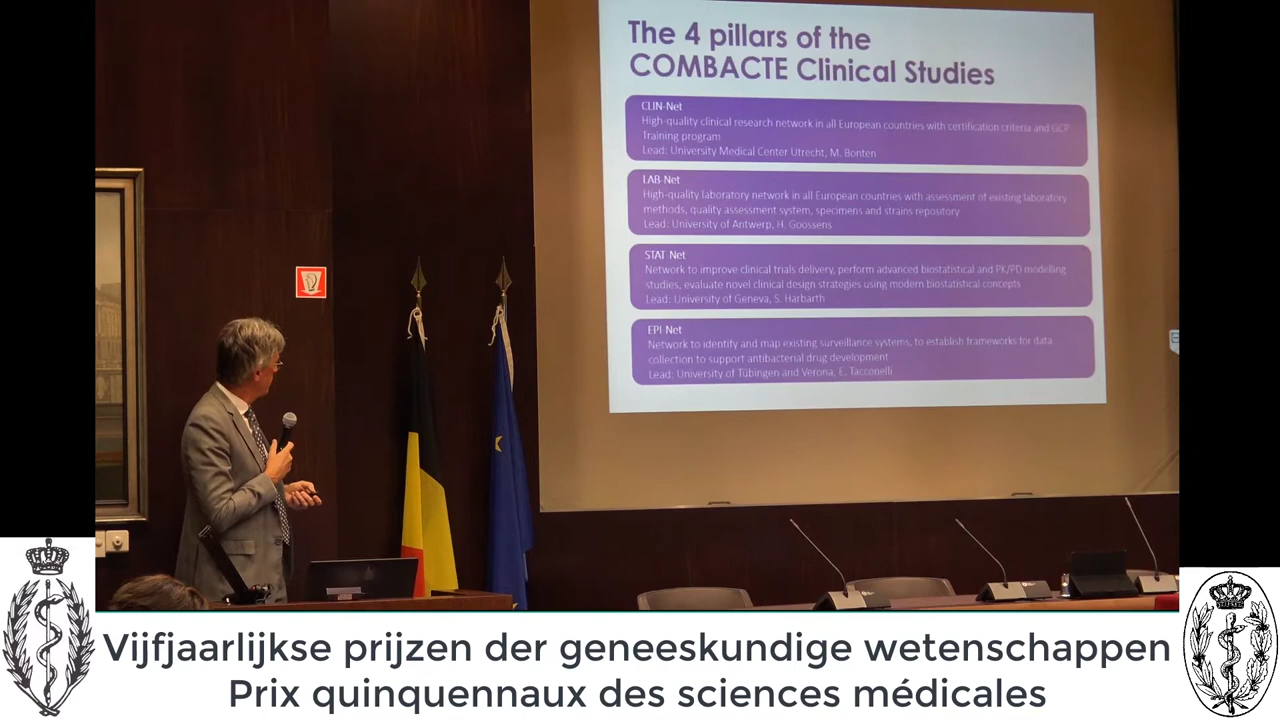 The 4 pillars of the
COMBACTE Clinical Studies
CLIN-Net
High-quality clinical research network in all European countries with certification criteria and GCP
Training program
Lead: University Medical Center Utrecht, M. Bonten
LAB-Net
High-quality laboratory network in all European countries with assessment of existing laboratory
methods, quality assessment system, specimens and strains repository
Lead: University of Antwerp, H. Goossens
STAT-Net
Network to improve clinical trials delivery, perform advanced biostatistical and PK/PD modelling
studies, evaluate novel clinical design strategies using modern biostatistical concepts
Lead: University of Geneva, S. Harbarth
EPI-Net
Network to identify and map existing surveillance systems, to establish frameworks for data
collection to support antibacterial drug development
Lead: University of Tübingen and Verona, E. Tacconelli
Vijfjaarlijkse prijzen der geneeskundige wetenschappen
Prix quinquennaux des sciences médicales